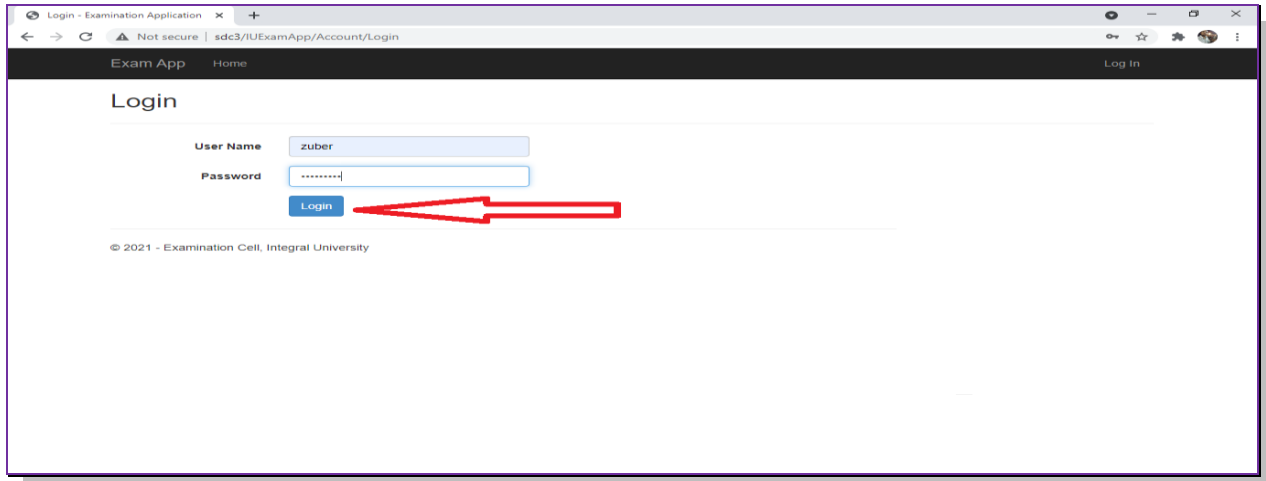 Login - Examination Application
Not secure | sdc3/IUExamApp/Account/Login
Exam App Home Log In
Login
User Name zuber
Password •••••••••
Login
© 2021 - Examination Cell, Integral University